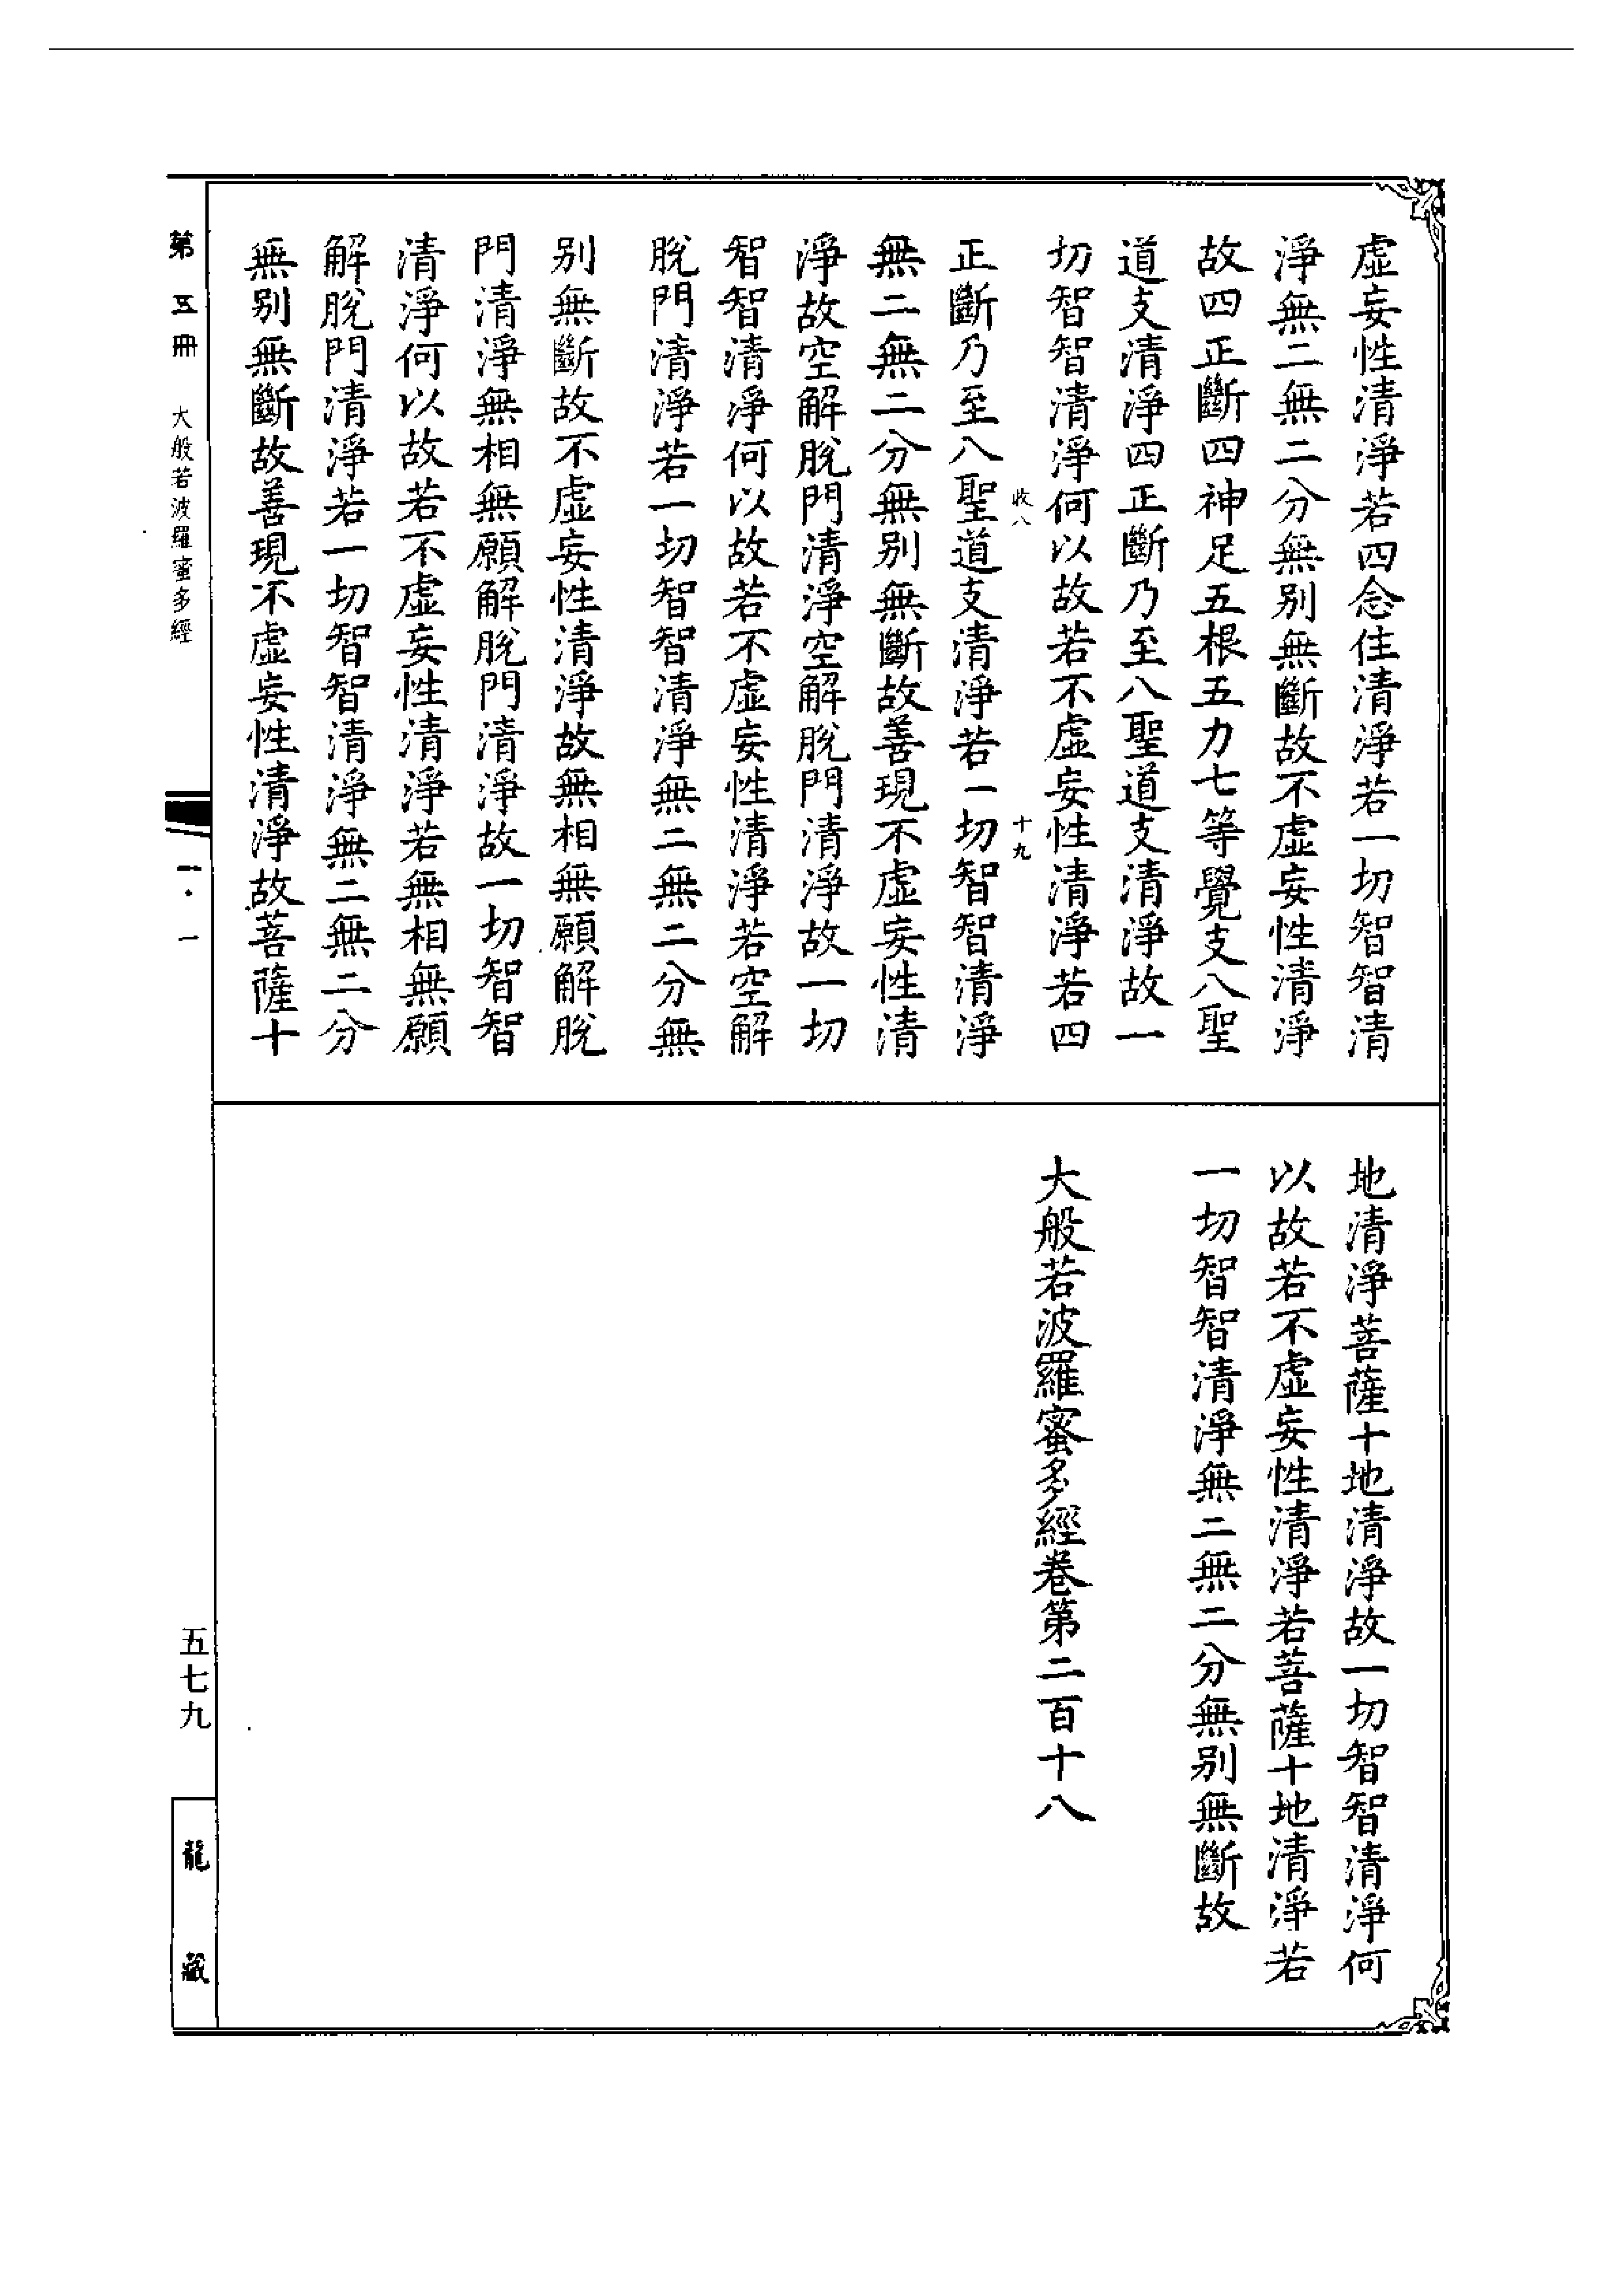 虛妄性清淨若四念住清淨若一切智智清
淨無二無二分無別無斷故不虛妄性清淨
故四正斷四神足五根五力七等覺支八聖
道支清淨四正斷乃至八聖道支清淨故一
切智智清淨何以故若不虛妄性清淨若四
收八 十九
正斷乃至八聖道支清淨若一切智智清淨
無二無二分無別無斷故善現不虛妄性清
淨故空解脫門清淨空解脫門清淨故一切
智智清淨何以故若不虛妄性清淨若空解
脫門清淨若一切智智清淨無二無二分無
別無斷故不虛妄性清淨故無相無願解脫
門清淨無相無願解脫門清淨故一切智智
清淨何以故若不虛妄性清淨若無相無願
解脫門清淨若一切智智清淨無二無二分
無別無斷故善現不虛妄性清淨故菩薩十
地清淨菩薩十地清淨故一切智智清淨何
以故若不虛妄性清淨若菩薩十地清淨若
一切智智清淨無二無二分無別無斷故
大般若波羅蜜多經卷第二百十八
第五冊 大般若波羅蜜多經
一·一
五七九
龍藏